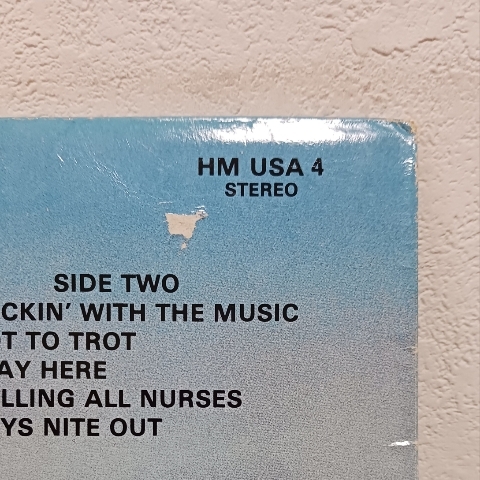 HM USA 4
STEREO
SIDE TWO
CKIN' WITH THE MUSIC
T TO TROT
AY HERE
LLING ALL NURSES
YS NITE OUT